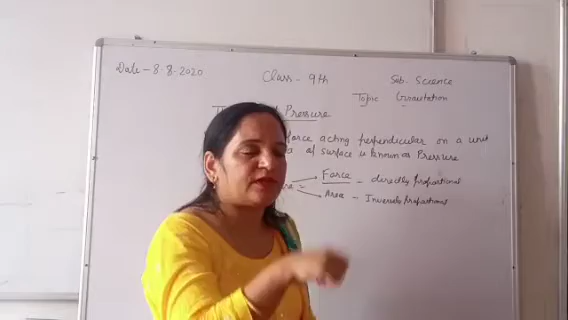 Date - 8-8-2020 Class - 9th Sub. Science
Topic Gravitation
Pressure
force acting perpendicular on a unit
of surface is known as Pressure
= Force - directly proportional
Area - Inversely proportional